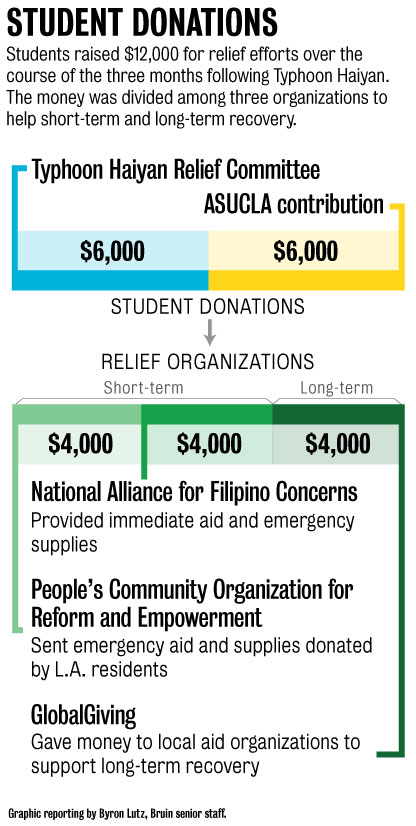 STUDENT DONATIONS
Students raised $12,000 for relief efforts over the
course of the three months following Typhoon Haiyan.
The money was divided among three organizations to
help short-term and long-term recovery.
Typhoon Haiyan Relief Committee
ASUCLA contribution
$6,000 $6,000
STUDENT DONATIONS
RELIEF ORGANIZATIONS
Short-term Long-term
$4,000 $4,000 $4,000
National Alliance for Filipino Concerns
Provided immediate aid and emergency
supplies
People's Community Organization for
Reform and Empowerment
Sent emergency aid and supplies donated
by L.A. residents
GlobalGiving
Gave money to local aid organizations to
support long-term recovery
Graphic reporting by Byron Lutz, Bruin senior staff.